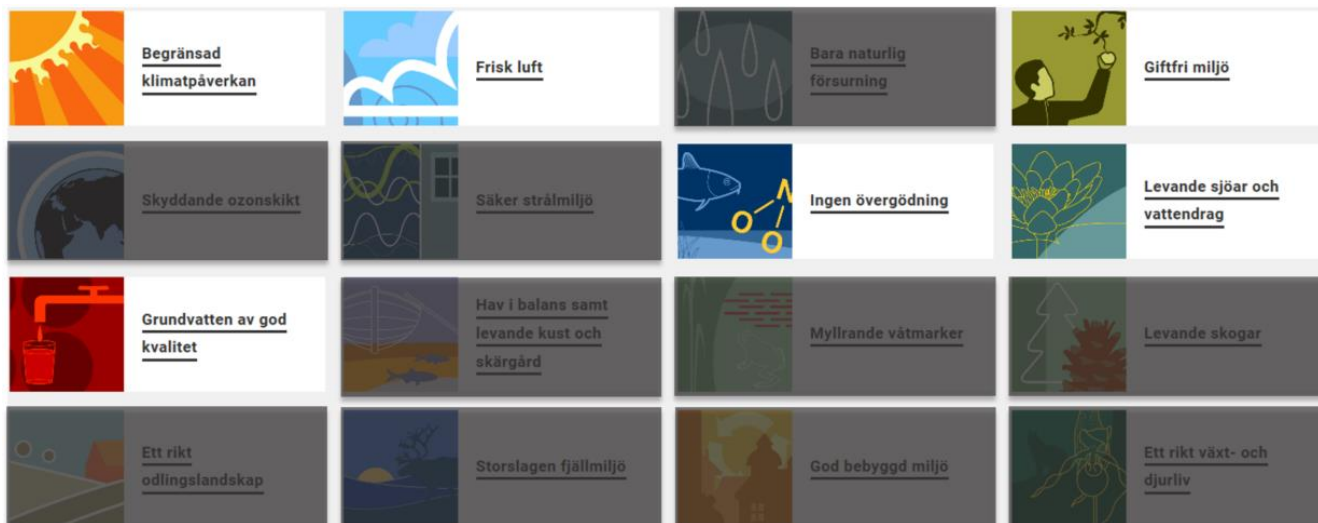 Begränsad
klimatpåverkan
Frisk luft
Bara naturlig
försurning
Giftfri miljö
Skyddande ozonskikt
Säker strålmiljö
N
O
O
Ingen övergödning
Levande sjöar och
vattendrag
Grundvatten av god
kvalitet
Hav i balans samt
levande kust och
skärgård
Myllrande våtmarker
Levande skogar
Ett rikt
odlingslandskap
Storslagen fjällmiljö
God bebyggd miljö
Ett rikt växt- och
djurliv